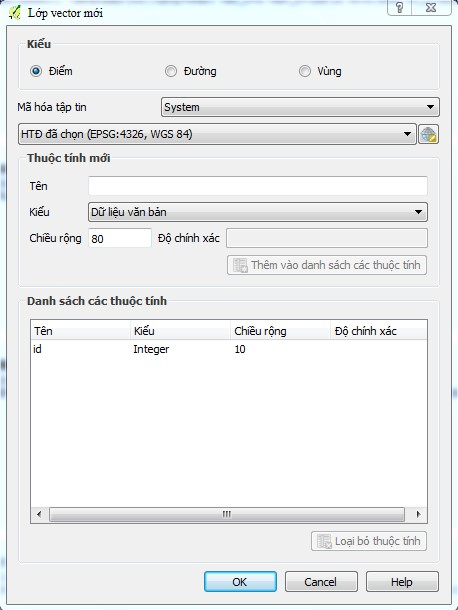 Lớp vector mới
Kiểu
Điểm Đường Vùng
Mã hóa tập tin System
HTĐ đã chọn (EPSG:4326, WGS 84)
Thuộc tính mới
Tên
Kiểu Dữ liệu văn bản
Chiều rộng 80 Độ chính xác
Thêm vào danh sách các thuộc tính
Danh sách các thuộc tính
Tên Kiểu Chiều rộng Độ chính xác
id Integer 10
Loại bỏ thuộc tính
OK Cancel Help